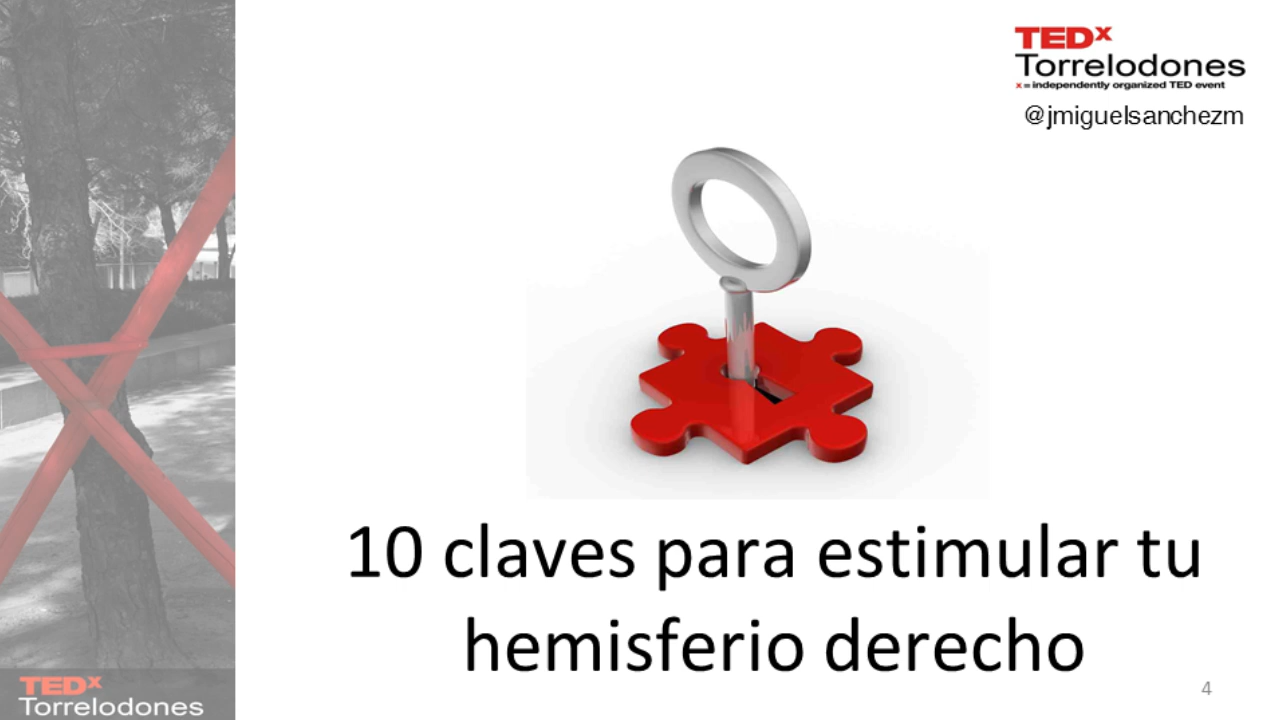 TEDx
Torrelodones
x = independently organized TED event
@jmiguelsanchezm
10 claves para estimular tu
hemisferio derecho
4
TEDx
Torrelodones